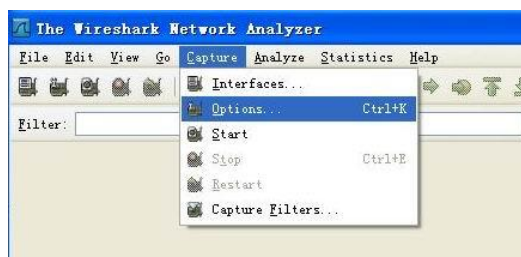 The Wireshark Network Analyzer
File Edit View Go Capture Analyze Statistics Help
Interfaces...
Options... Ctrl+K
Start
Filter:
Stop Ctrl+E
Restart
Capture Filters...